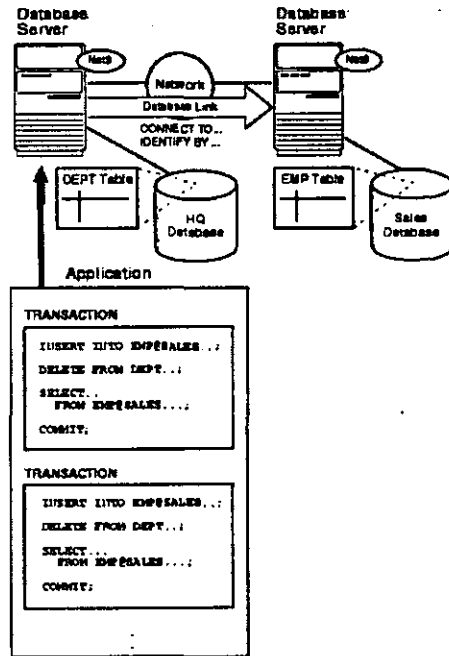 Database
Server
Database
Server
Net8
Net8
Network
Database Link
CONNECT TO...
IDENTIFY BY...
DEPT Table
HQ
Database
EMP Table
Sales
Database
Application
TRANSACTION
INSERT INTO EMP@SALES..;
DELETE FROM DEPT..;
SELECT..
FROM EMP@SALES...;
COMMIT;
TRANSACTION
INSERT INTO EMP@SALES..;
DELETE FROM DEPT..;
SELECT...
FROM EMP@SALES...;
COMMIT;